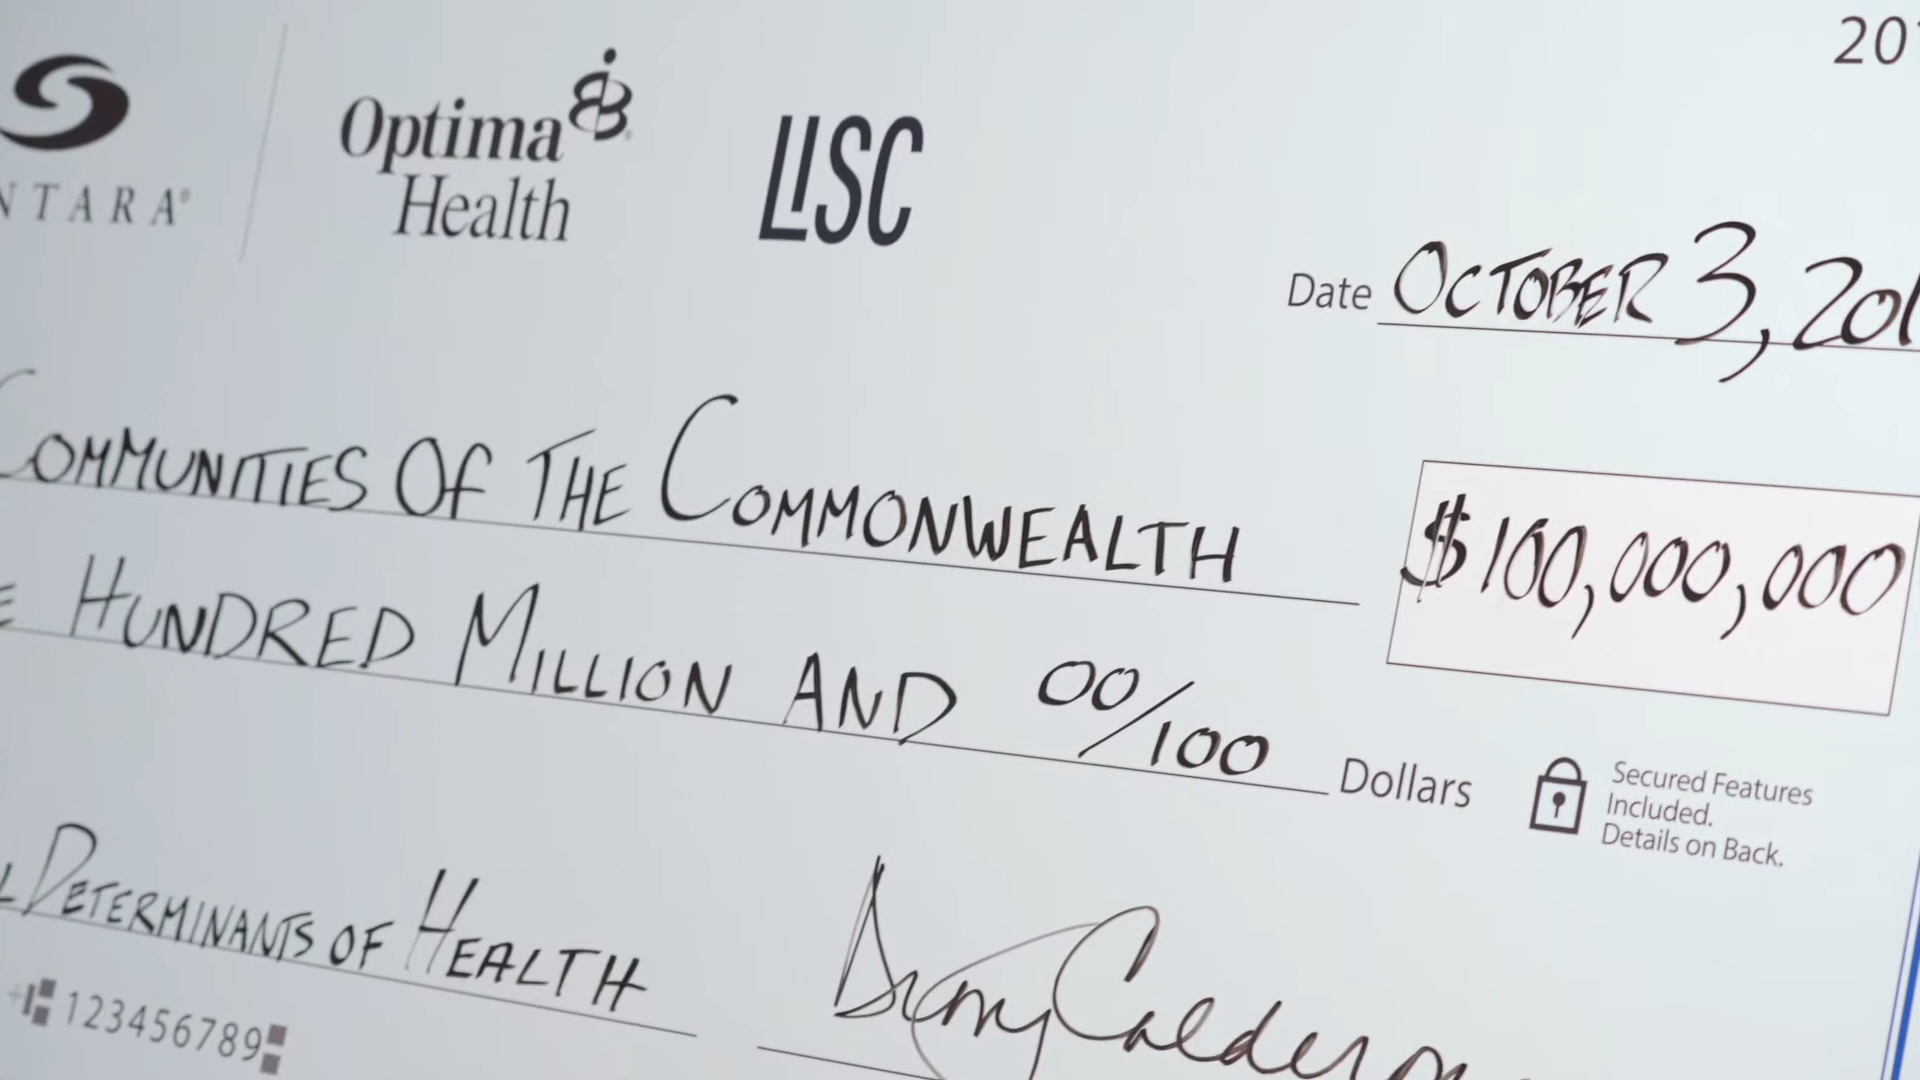 20
NTARA®
Optima Health
LISC
Date OCTOBER 3, 201
COMMUNITIES OF THE COMMONWEALTH
$100,000,000
E HUNDRED MILLION AND 00/100 Dollars
Secured Features
Included.
Details on Back.
L DETERMINANTS OF HEALTH
123456789